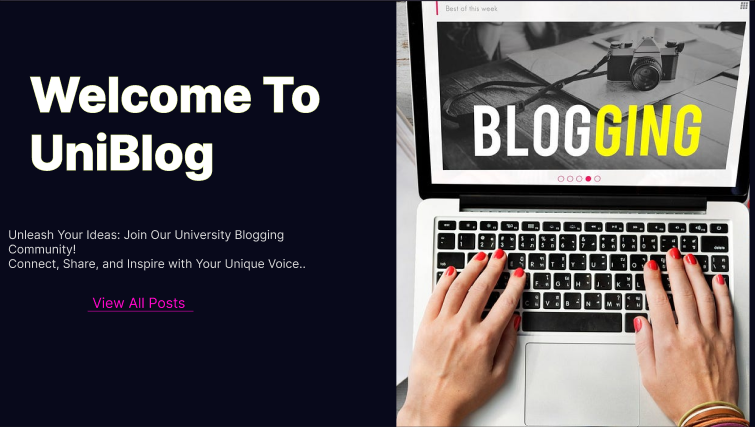 Welcome To
UniBlog
Unleash Your Ideas: Join Our University Blogging
Community!
Connect, Share, and Inspire with Your Unique Voice..
View All Posts
Best of this week
BLOGGING